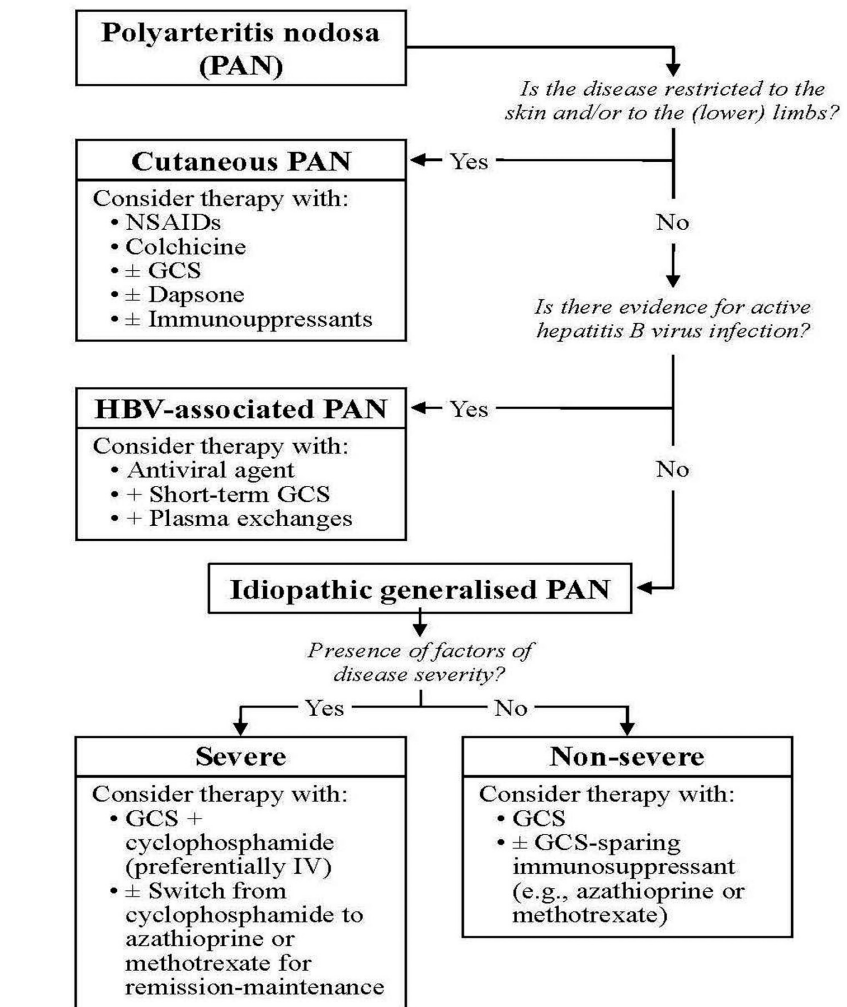 Polyarteritis nodosa
(PAN)
Is the disease restricted to the
skin and/or to the (lower) limbs?
Cutaneous PAN
Yes
Consider therapy with:
• NSAIDs
• Colchicine
• ± GCS
• ± Dapsone
• ± Immunouppressants
No
Is there evidence for active
hepatitis B virus infection?
HBV-associated PAN
Yes
Consider therapy with:
• Antiviral agent
• + Short-term GCS
• + Plasma exchanges
No
Idiopathic generalised PAN
Presence of factors of
disease severity?
Yes
No
Severe
Consider therapy with:
• GCS +
cyclophosphamide
(preferentially IV)
• ± Switch from
cyclophosphamide to
azathioprine or
methotrexate for
remission-maintenance
Non-severe
Consider therapy with:
• GCS
• ± GCS-sparing
immunosuppressant
(e.g., azathioprine or
methotrexate)